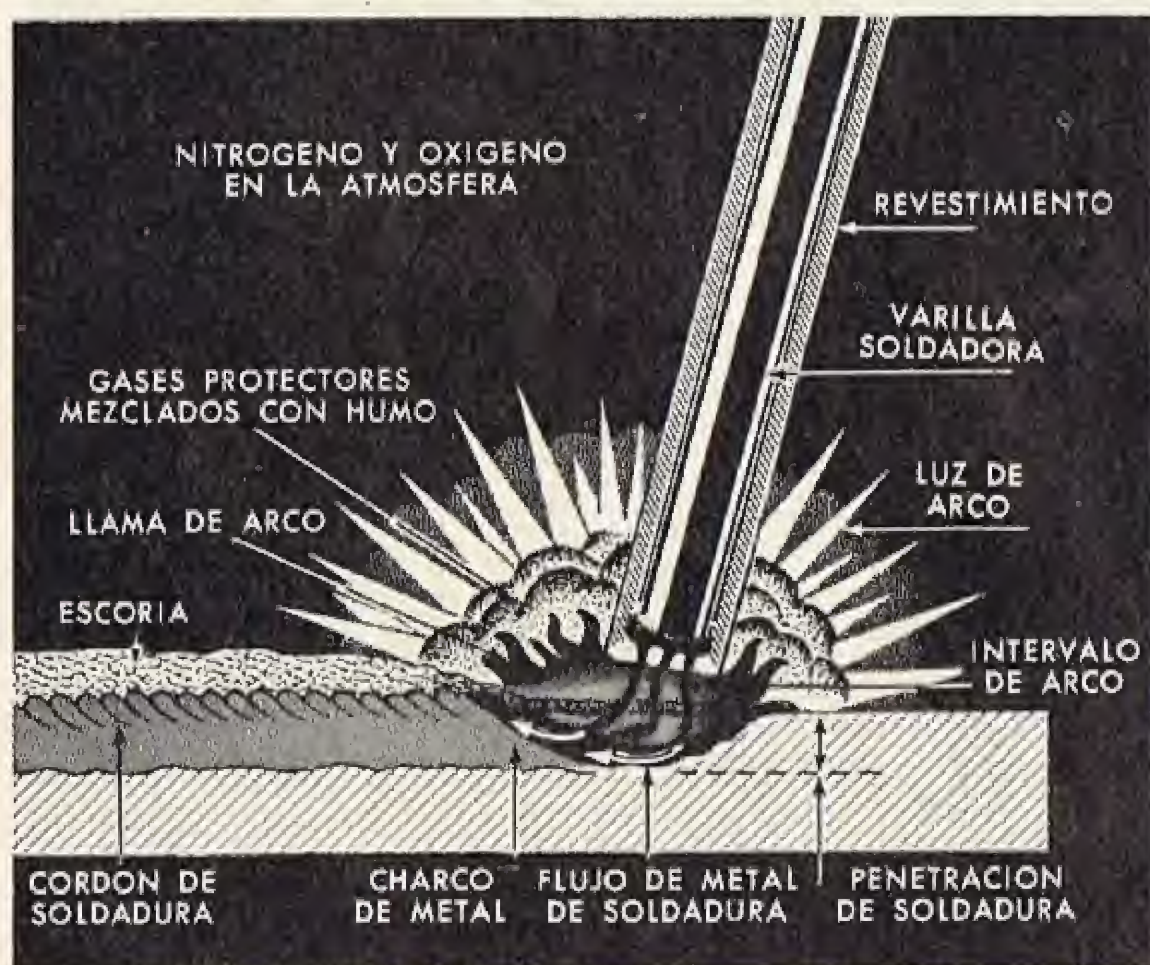 NITROGENO Y OXIGENO
EN LA ATMOSFERA
REVESTIMIENTO
VARILLA
SOLDADORA
GASES PROTECTORES
MEZCLADOS CON HUMO
LUZ DE
ARCO
LLAMA DE ARCO
ESCORIA
INTERVALO
DE ARCO
CORDON DE
SOLDADURA
CHARCO
DE METAL
FLUJO DE METAL
DE SOLDADURA
PENETRACION
DE SOLDADURA